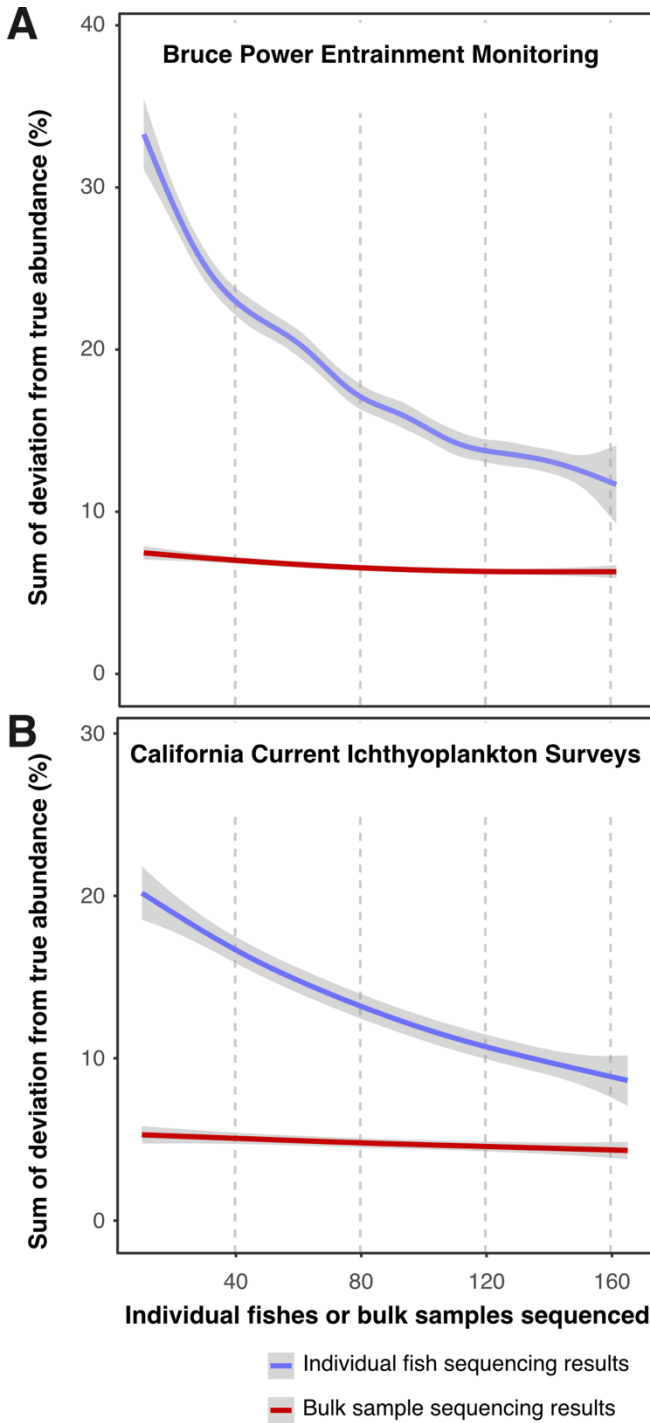 A
Bruce Power Entrainment Monitoring
Sum of deviation from true abundance (%)
40
30
20
10
0
B
California Current Ichthyoplankton Surveys
Sum of deviation from true abundance (%)
30
20
10
0
40 80 120 160
Individual fishes or bulk samples sequenced
Individual fish sequencing results
Bulk sample sequencing results